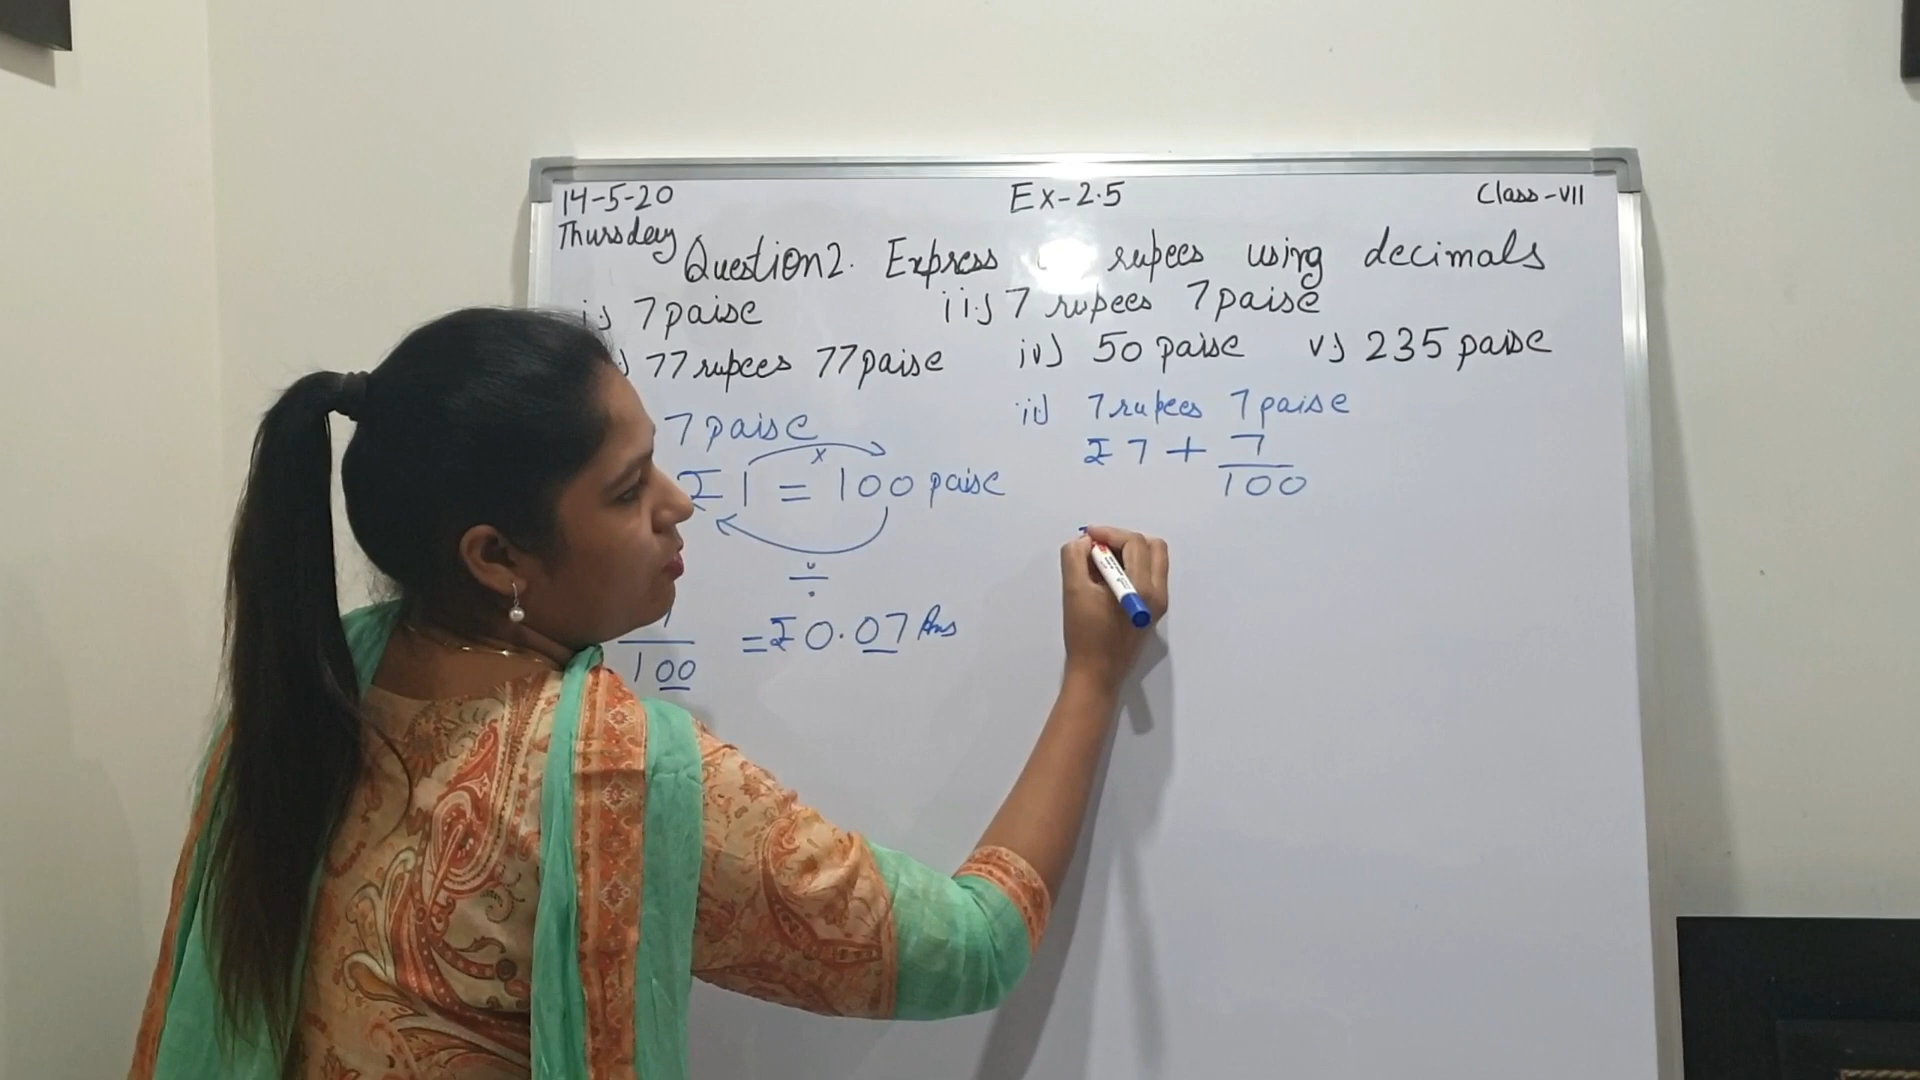 14-5-20 Ex-2.5 Class-VII
Thursday
Question 2. Express rupees using decimals
i) 7 paise ii) 7 rupees 7 paise
) 77 rupees 77 paise iv) 50 paise v) 235 paise
7 paise
₹ 1 = 100 paise
x
÷
100 = ₹ 0.07 Ans
ii) 7 rupees 7 paise
₹ 7 + 7/100